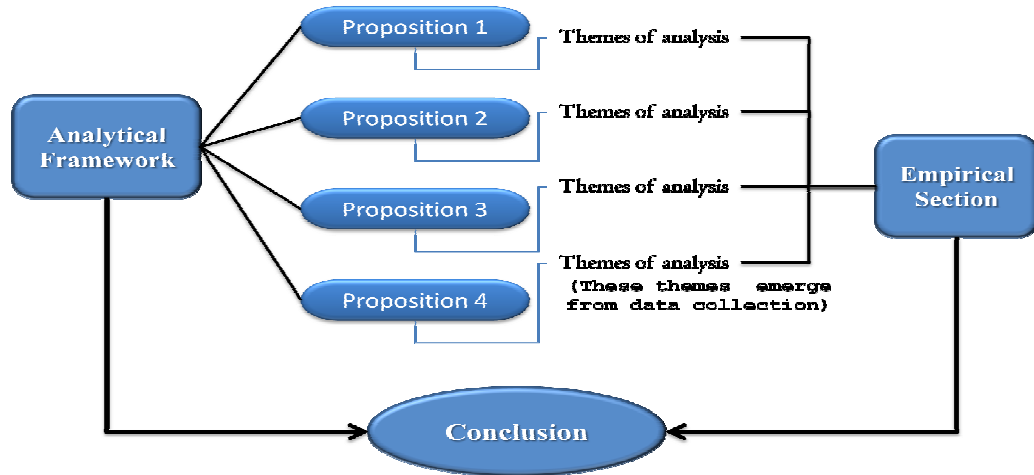 Proposition 1
Themes of analysis
Analytical
Framework
Proposition 2
Themes of analysis
Proposition 3
Themes of analysis
Empirical
Section
Proposition 4
Themes of analysis
(These themes emerge
from data collection)
Conclusion